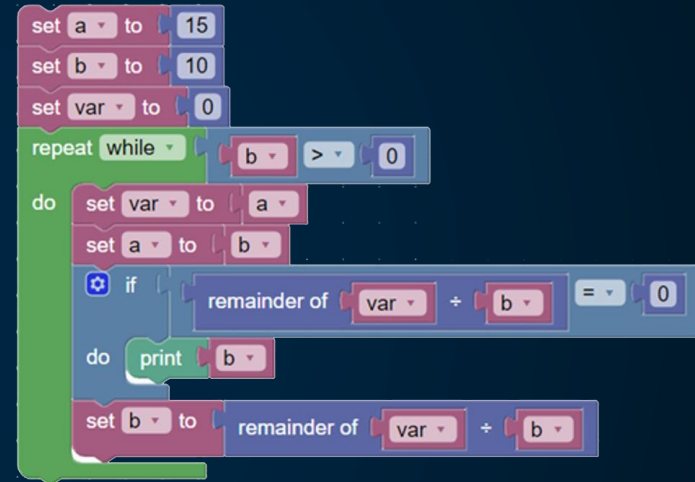 set a to 15
set b to 10
set var to 0
repeat while b > 0
do set var to a
set a to b
if remainder of var ÷ b = 0
do print b
set b to remainder of var ÷ b